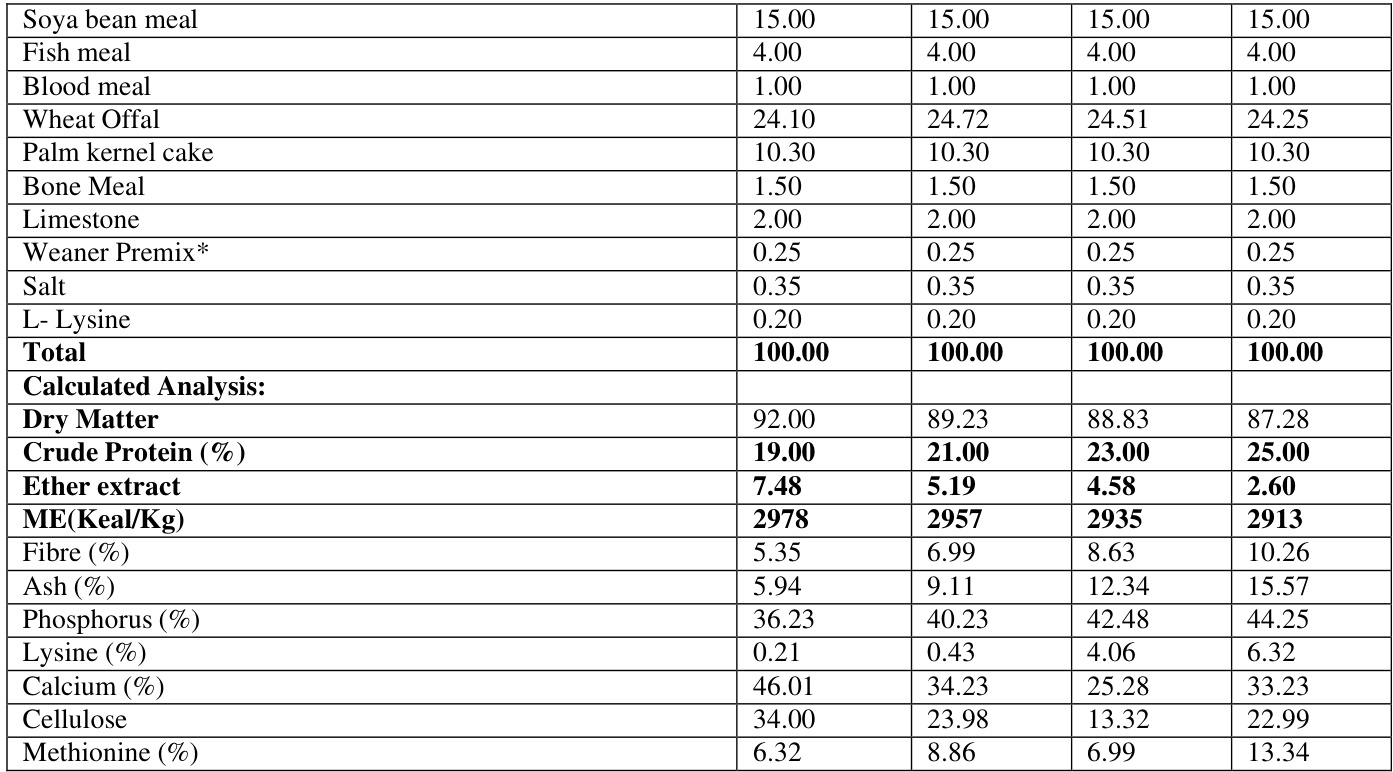 Soya bean meal 15.00 15.00 15.00 15.00
Fish meal 4.00 4.00 4.00 4.00
Blood meal 1.00 1.00 1.00 1.00
Wheat Offal 24.10 24.72 24.51 24.25
Palm kernel cake 10.30 10.30 10.30 10.30
Bone Meal 1.50 1.50 1.50 1.50
Limestone 2.00 2.00 2.00 2.00
Weaner Premix* 0.25 0.25 0.25 0.25
Salt 0.35 0.35 0.35 0.35
L- Lysine 0.20 0.20 0.20 0.20
Total 100.00 100.00 100.00 100.00
Calculated Analysis:
Dry Matter 92.00 89.23 88.83 87.28
Crude Protein (%) 19.00 21.00 23.00 25.00
Ether extract 7.48 5.19 4.58 2.60
ME(Keal/Kg) 2978 2957 2935 2913
Fibre (%) 5.35 6.99 8.63 10.26
Ash (%) 5.94 9.11 12.34 15.57
Phosphorus (%) 36.23 40.23 42.48 44.25
Lysine (%) 0.21 0.43 4.06 6.32
Calcium (%) 46.01 34.23 25.28 33.23
Cellulose 34.00 23.98 13.32 22.99
Methionine (%) 6.32 8.86 6.99 13.34